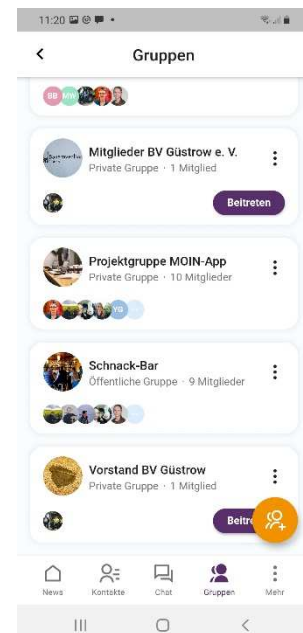 11:20
Gruppen
BB MW
Mitglieder BV Güstrow e. V.
Private Gruppe · 1 Mitglied
Beitreten
Projektgruppe MOIN-App
Private Gruppe · 10 Mitglieder
YG
Schnack-Bar
Öffentliche Gruppe · 9 Mitglieder
Vorstand BV Güstrow
Private Gruppe · 1 Mitglied
Beitre
News Kontakte Chat Gruppen Mehr